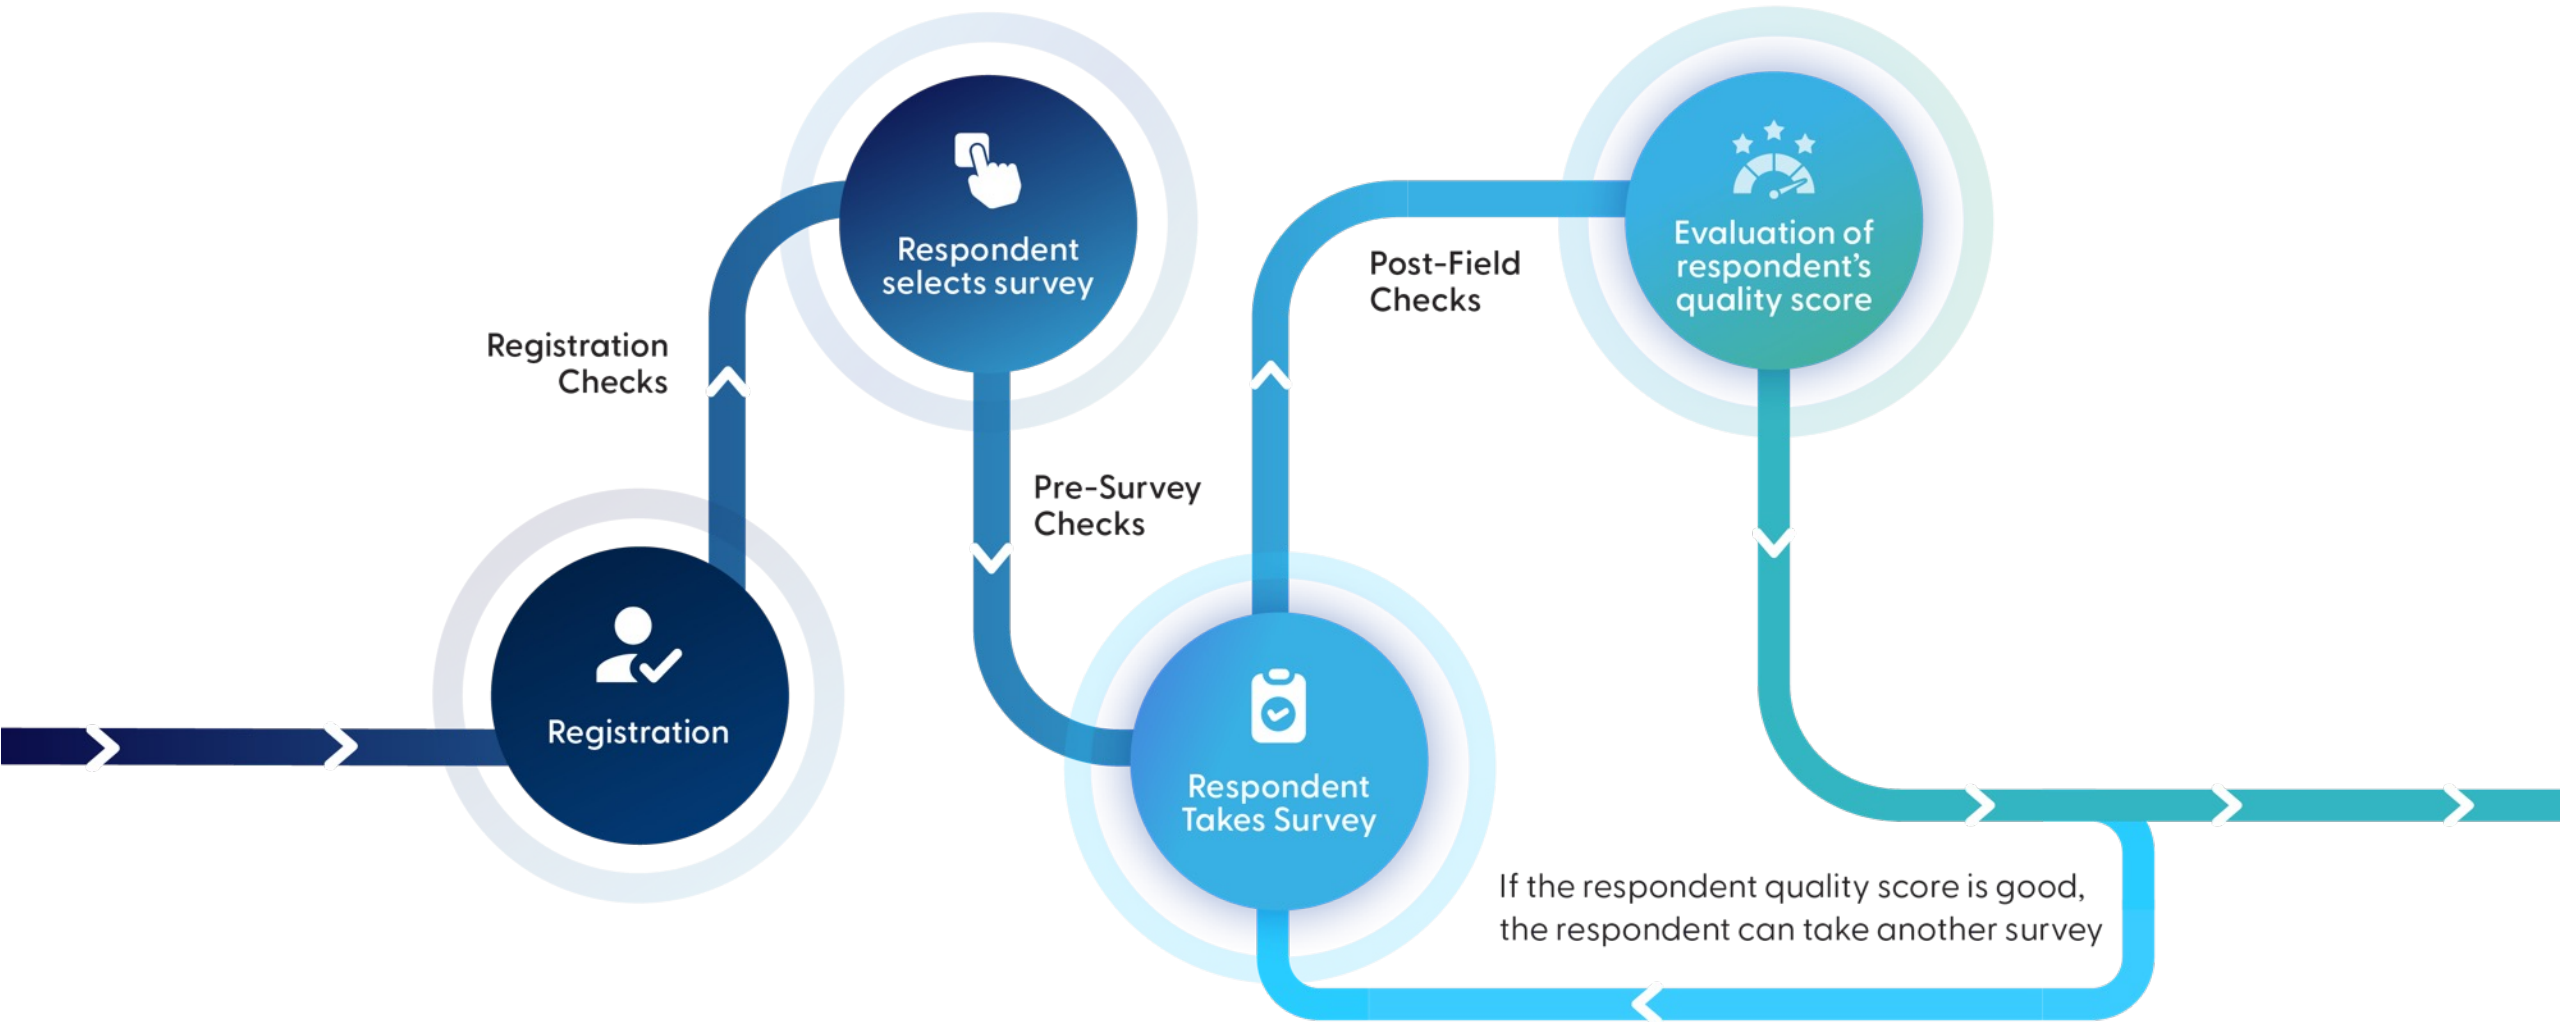 Registration
Registration
Checks
Respondent
selects survey
Pre-Survey
Checks
Respondent
Takes Survey
Post-Field
Checks
Evaluation of
respondent’s
quality score
If the respondent quality score is good,
the respondent can take another survey